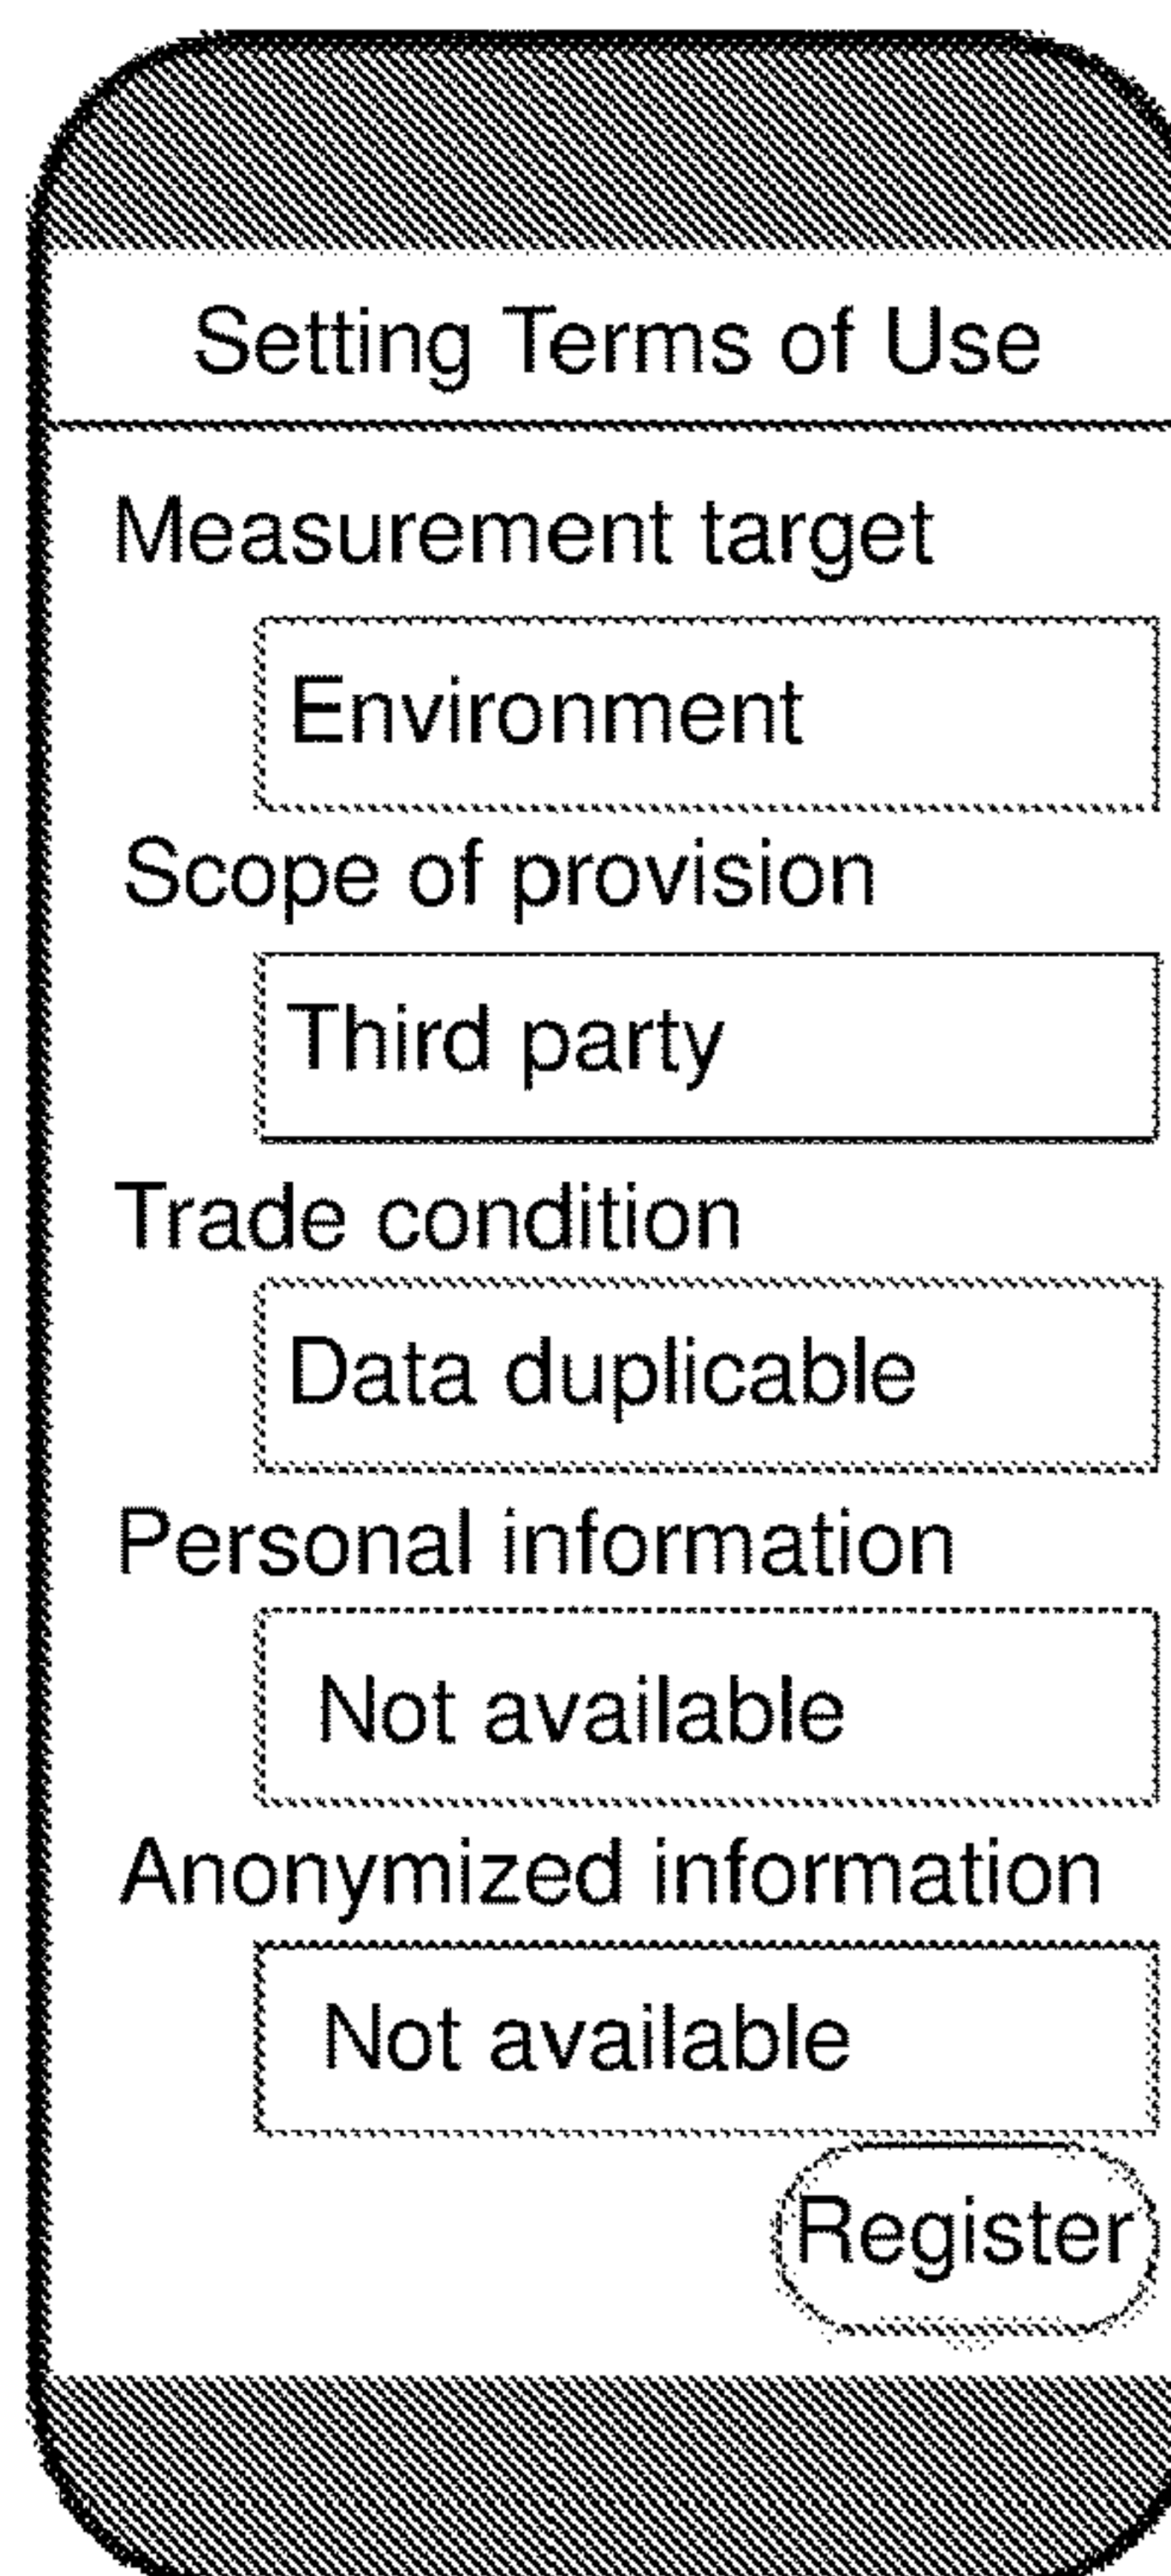 Setting Terms of Use
Measurement target
Environment
Scope of provision
Third party
Trade condition
Data duplicable
Personal information
Not available
Anonymized information
Not available
Register